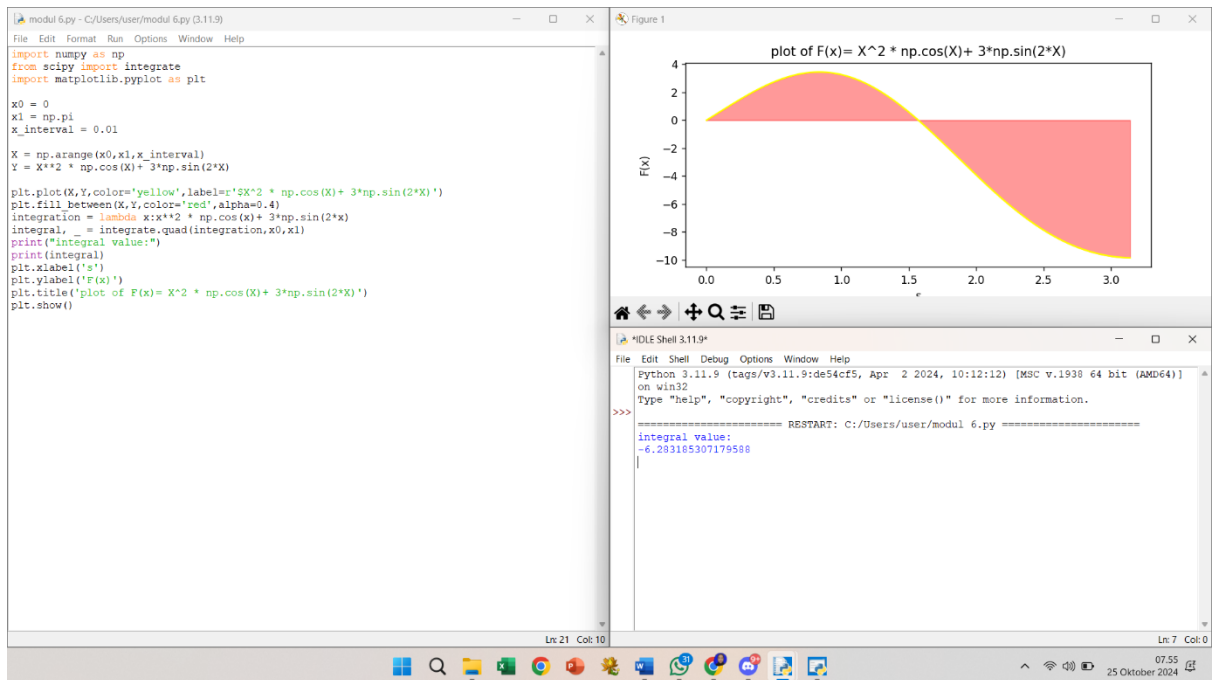 modul 6.py - C:/Users/user/modul 6.py (3.11.9)
File Edit Format Run Options Window Help
import numpy as np
from scipy import integrate
import matplotlib.pyplot as plt
x0 = 0
x1 = np.pi
x_interval = 0.01
X = np.arange(x0,x1,x_interval)
Y = X**2 * np.cos(X)+ 3*np.sin(2*X)
plt.plot(X,Y,color='yellow',label=r'$X^2 * np.cos(X)+ 3*np.sin(2*X)')
plt.fill_between(X,Y,color='red',alpha=0.4)
integration = lambda x:x**2 * np.cos(x)+ 3*np.sin(2*x)
integral, _ = integrate.quad(integration,x0,x1)
print("integral value:")
print(integral)
plt.xlabel('s')
plt.ylabel('F(x)')
plt.title('plot of F(x)= X^2 * np.cos(X)+ 3*np.sin(2*X)')
plt.show()
Ln: 21 Col: 10
Figure 1
plot of F(x)= X^2 * np.cos(X)+ 3*np.sin(2*X)
4
2
0
−2
−4
−6
−8
−10
F(x)
0.0 0.5 1.0 1.5 2.0 2.5 3.0
*IDLE Shell 3.11.9*
File Edit Shell Debug Options Window Help
Python 3.11.9 (tags/v3.11.9:de54cf5, Apr 2 2024, 10:12:12) [MSC v.1938 64 bit (AMD64)]
on win32
Type "help", "copyright", "credits" or "license()" for more information.
>>>
====================== RESTART: C:/Users/user/modul 6.py =====================
integral value:
-6.283185307179588
Ln: 7 Col: 0
31
07.55
25 Oktober 2024